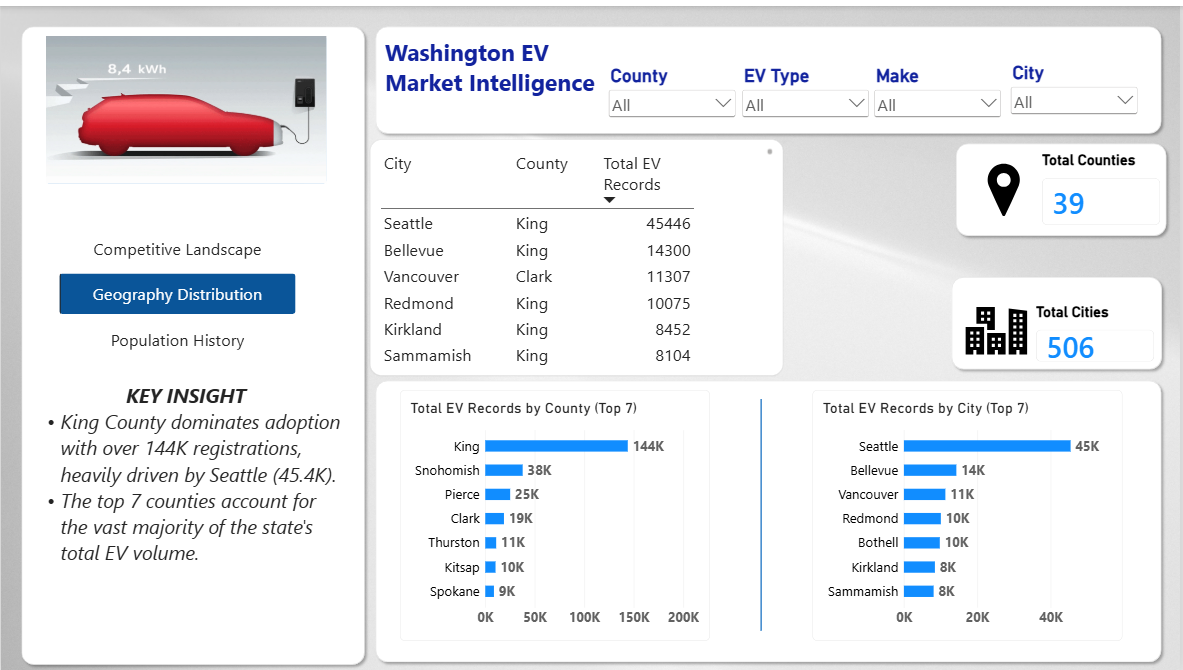 8,4 kWh
Competitive Landscape
Geography Distribution
Population History
KEY INSIGHT
• King County dominates adoption
with over 144K registrations,
heavily driven by Seattle (45.4K).
• The top 7 counties account for
the vast majority of the state's
total EV volume.
Washington EV
Market Intelligence
County
All
EV Type
All
Make
All
City
All
City County Total EV
Records
Seattle King 45446
Bellevue King 14300
Vancouver Clark 11307
Redmond King 10075
Kirkland King 8452
Sammamish King 8104
Total Counties
39
Total Cities
506
Total EV Records by County (Top 7)
King 144K
Snohomish 38K
Pierce 25K
Clark 19K
Thurston 11K
Kitsap 10K
Spokane 9K
0K 50K 100K 150K 200K
Total EV Records by City (Top 7)
Seattle 45K
Bellevue 14K
Vancouver 11K
Redmond 10K
Bothell 10K
Kirkland 8K
Sammamish 8K
0K 20K 40K